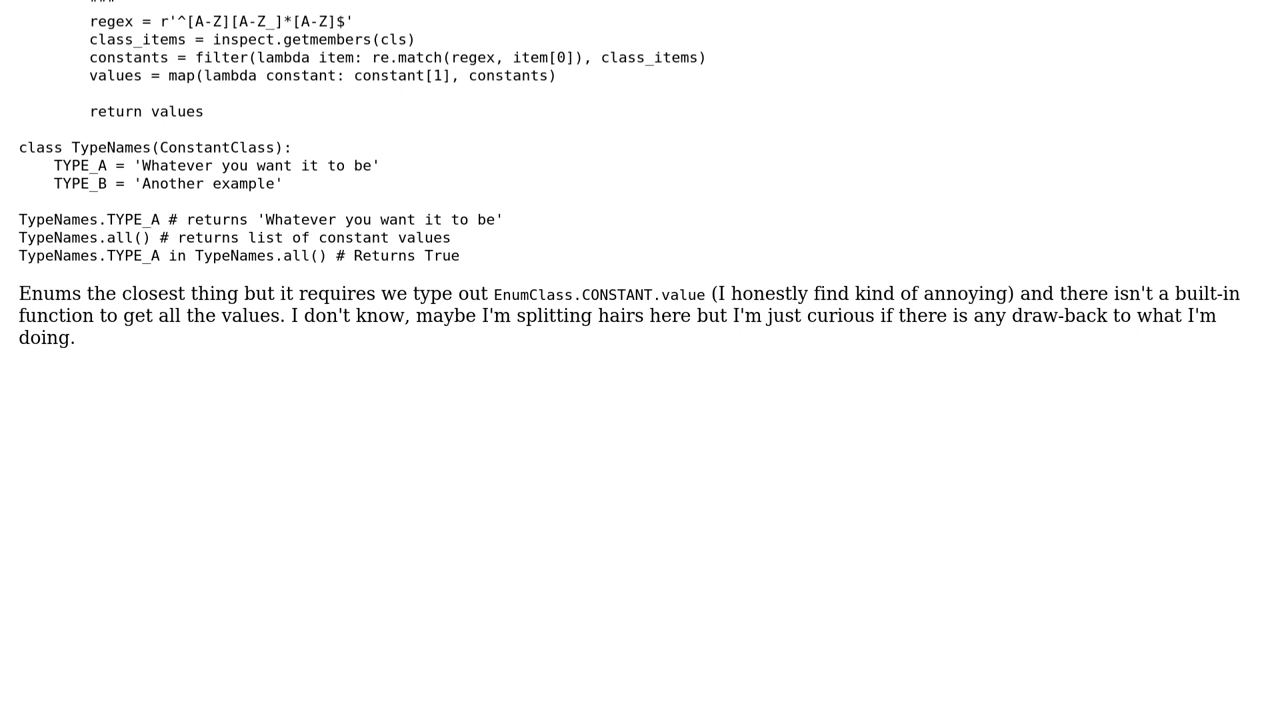 """
        regex = r'^[A-Z][A-Z_]*[A-Z]$'
        class_items = inspect.getmembers(cls)
        constants = filter(lambda item: re.match(regex, item[0]), class_items)
        values = map(lambda constant: constant[1], constants)

        return values

class TypeNames(ConstantClass):
    TYPE_A = 'Whatever you want it to be'
    TYPE_B = 'Another example'

TypeNames.TYPE_A # returns 'Whatever you want it to be'
TypeNames.all() # returns list of constant values
TypeNames.TYPE_A in TypeNames.all() # Returns True

Enums the closest thing but it requires we type out EnumClass.CONSTANT.value (I honestly find kind of annoying) and there isn't a built-in
function to get all the values. I don't know, maybe I'm splitting hairs here but I'm just curious if there is any draw-back to what I'm
doing.